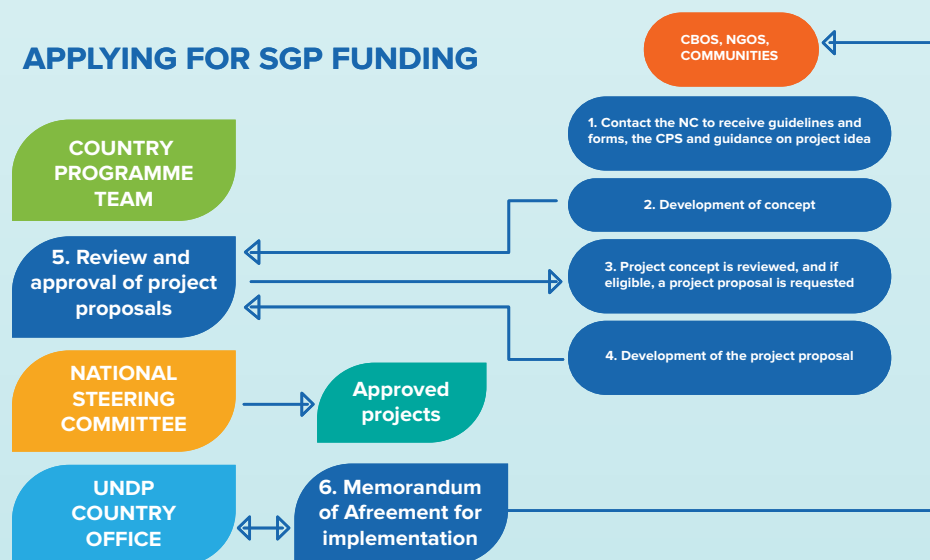 APPLYING FOR SGP FUNDING
CBOS, NGOS,
COMMUNITIES
1. Contact the NC to receive guidelines and
forms, the CPS and guidance on project idea
2. Development of concept
3. Project concept is reviewed, and if
eligible, a project proposal is requested
4. Development of the project proposal
COUNTRY
PROGRAMME
TEAM
5. Review and
approval of project
proposals
NATIONAL
STEERING
COMMITTEE
Approved
projects
UNDP
COUNTRY
OFFICE
6. Memorandum
of Afreement for
implementation